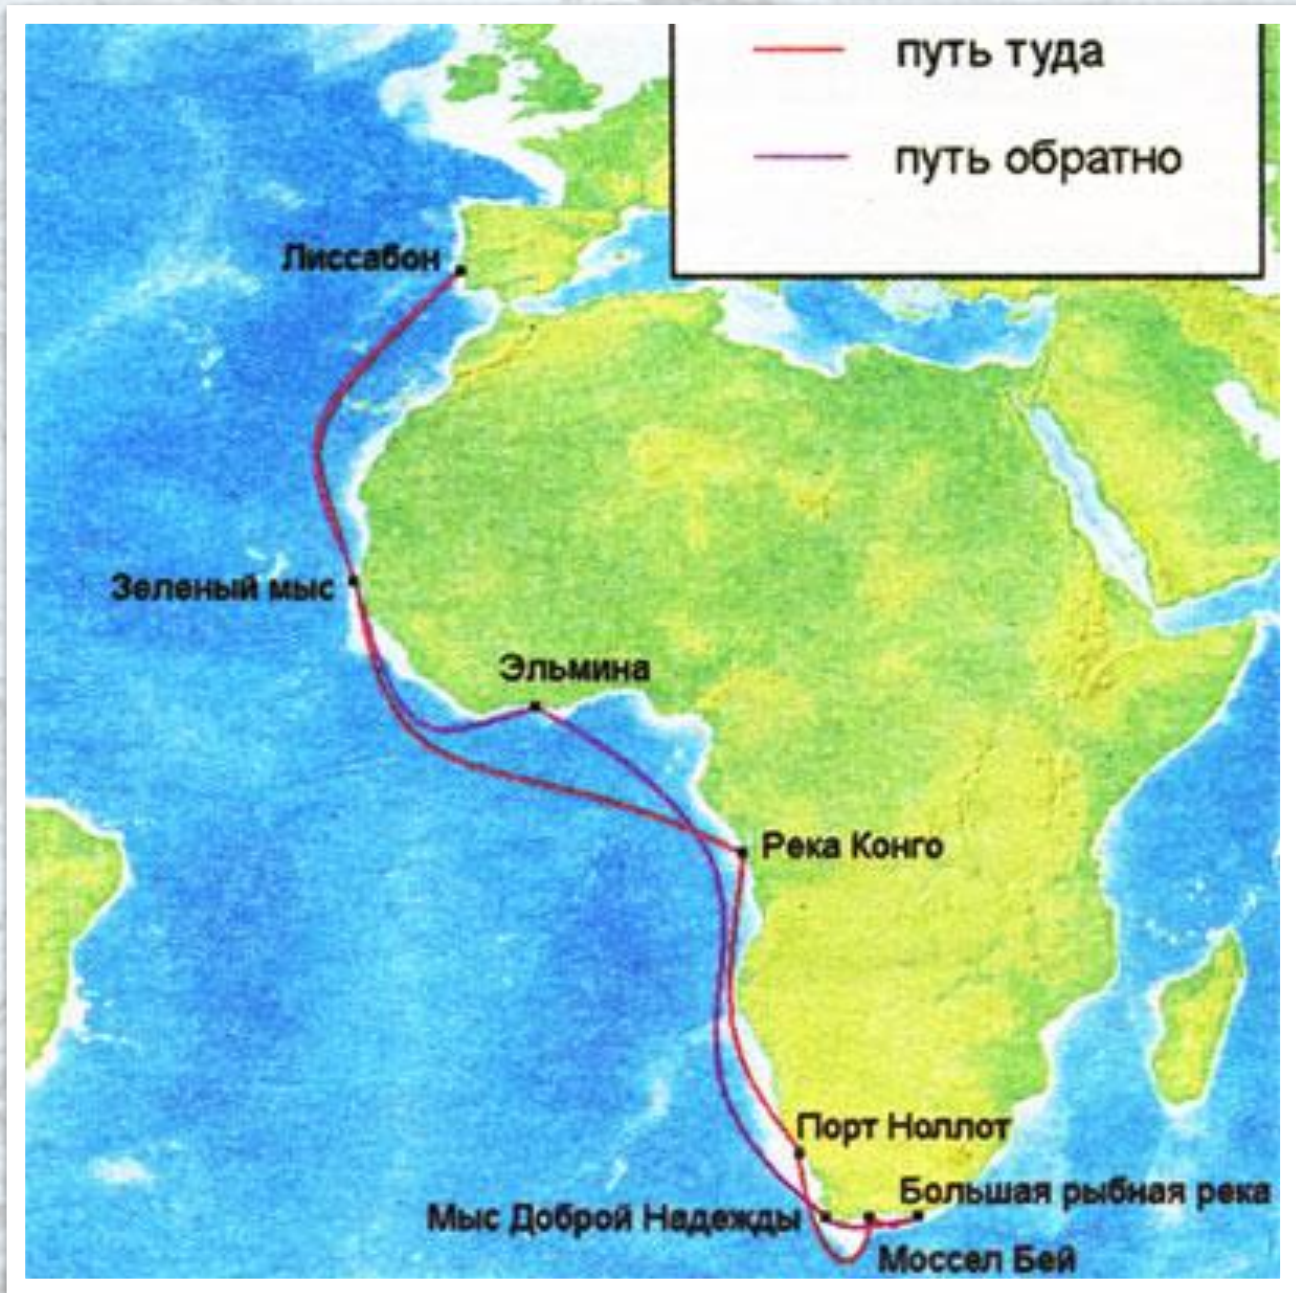 путь туда
путь обратно
Лиссабон
Зеленый мыс
Эльмина
Река Конго
Порт Ноллот
Большая рыбная река
Мыс Доброй Надежды
Моссел Бей